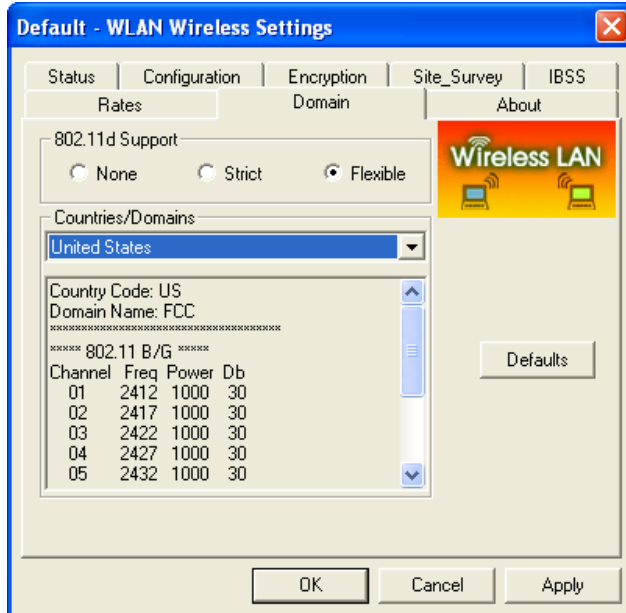 Default - WLAN Wireless Settings
Status Configuration Encryption Site_Survey IBSS
Rates Domain About
802.11d Support
None Strict Flexible
Wireless LAN
Countries/Domains
United States
Country Code: US
Domain Name: FCC
*************************************
***** 802.11 B/G *****
Channel Freq Power Db
01 2412 1000 30
02 2417 1000 30
03 2422 1000 30
04 2427 1000 30
05 2432 1000 30
Defaults
OK Cancel Apply